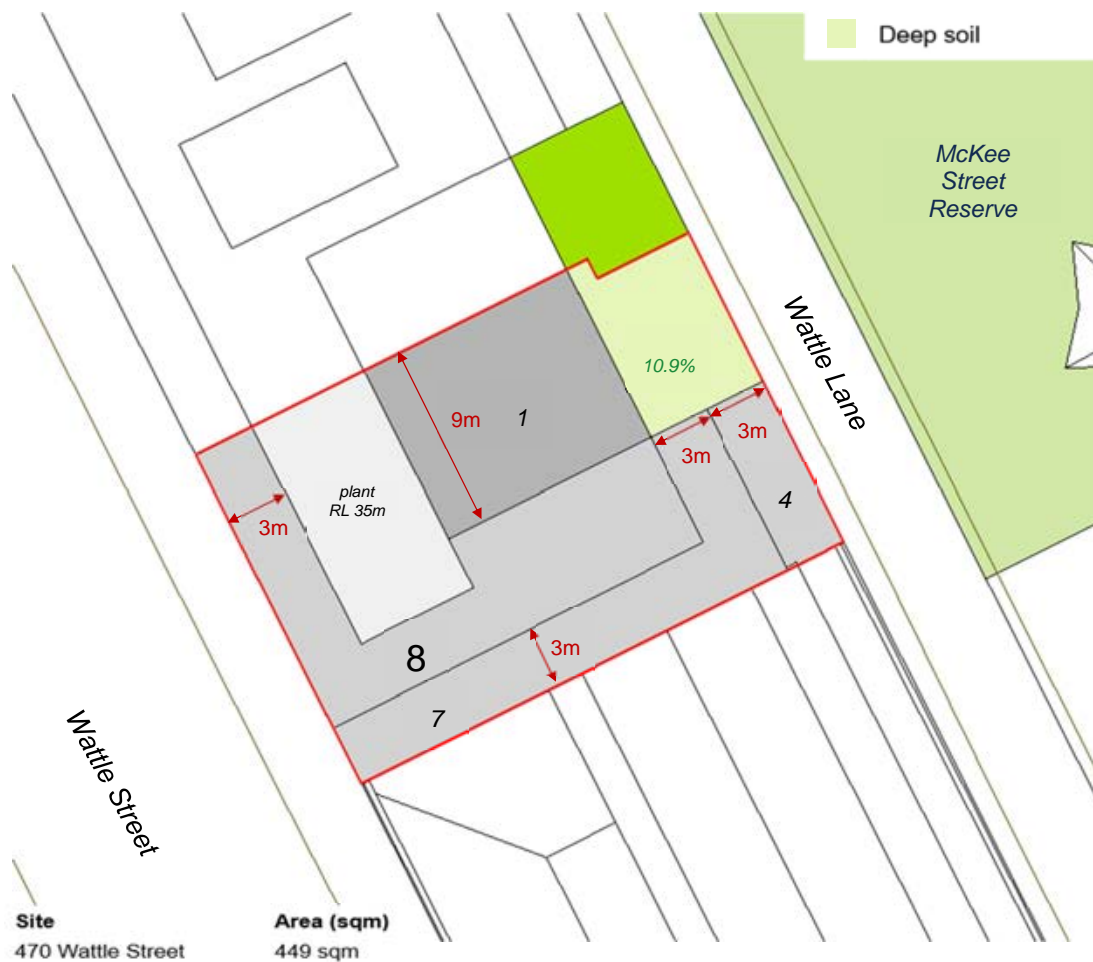 Deep soil
McKee
Street
Reserve
Wattle Lane
10.9%
9m
1
3m
3m
plant
RL 35m
3m
4
8
3m
7
Wattle Street
Site
Area (sqm)
470 Wattle Street
449 sqm